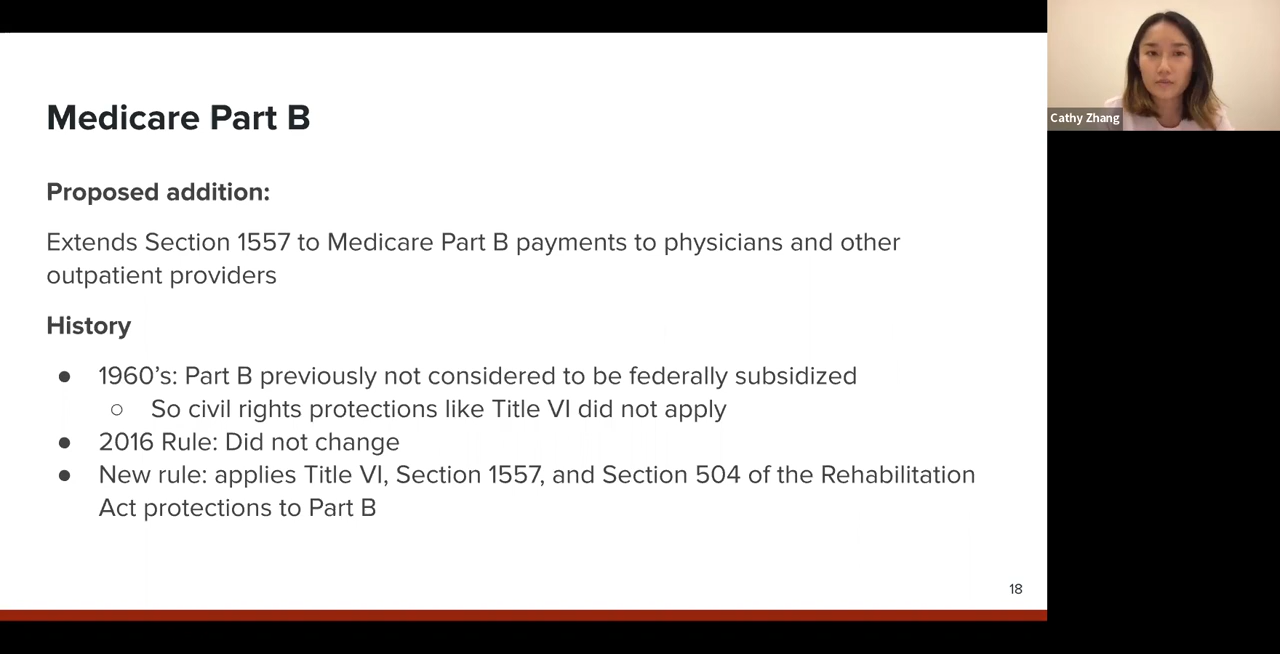 Medicare Part B
Proposed addition:
Extends Section 1557 to Medicare Part B payments to physicians and other
outpatient providers
History
● 1960’s: Part B previously not considered to be federally subsidized
○ So civil rights protections like Title VI did not apply
● 2016 Rule: Did not change
● New rule: applies Title VI, Section 1557, and Section 504 of the Rehabilitation
Act protections to Part B
18
Cathy Zhang